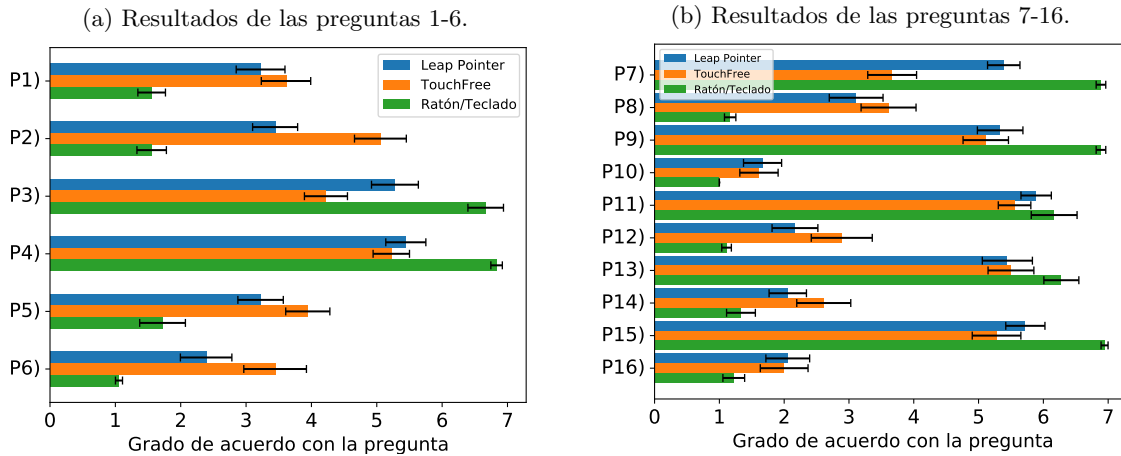 (a) Resultados de las preguntas 1-6.
Leap Pointer
TouchFree
Ratón/Teclado
P1)
P2)
P3)
P4)
P5)
P6)
0 1 2 3 4 5 6 7
Grado de acuerdo con la pregunta
(b) Resultados de las preguntas 7-16.
Leap Pointer
TouchFree
Ratón/Teclado
P7)
P8)
P9)
P10)
P11)
P12)
P13)
P14)
P15)
P16)
0 1 2 3 4 5 6 7
Grado de acuerdo con la pregunta